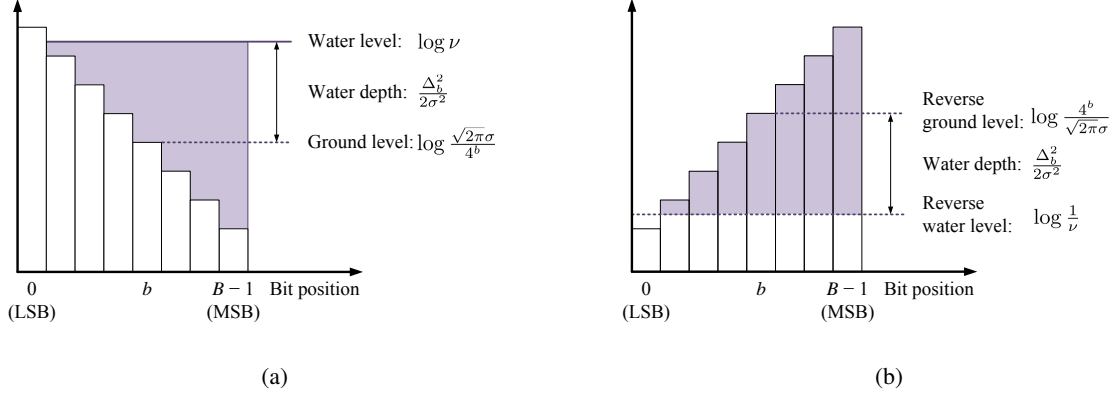 Water level: log ν
Water depth: Δ_b^2/2σ^2
Ground level: log √2πσ/4^b
0 b B − 1 Bit position
(LSB) (MSB)
(a)
Reverse
ground level: log 4^b/√2πσ
Water depth: Δ_b^2/2σ^2
Reverse
water level: log 1/ν
0 b B − 1 Bit position
(LSB) (MSB)
(b)